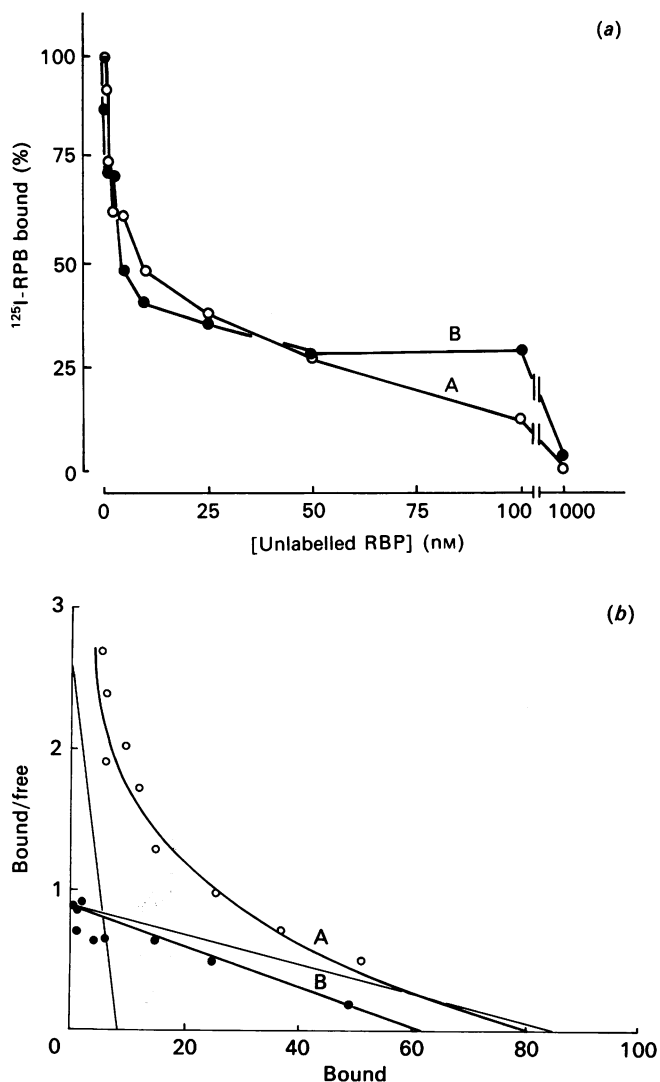 (a)
100
75
50
25
0
¹²⁵I-RPB bound (%)
B
A
0 25 50 75 100 1000
[Unlabelled RBP] (nM)
(b)
3
2
1
Bound/free
A
B
0 20 40 60 80 100
Bound